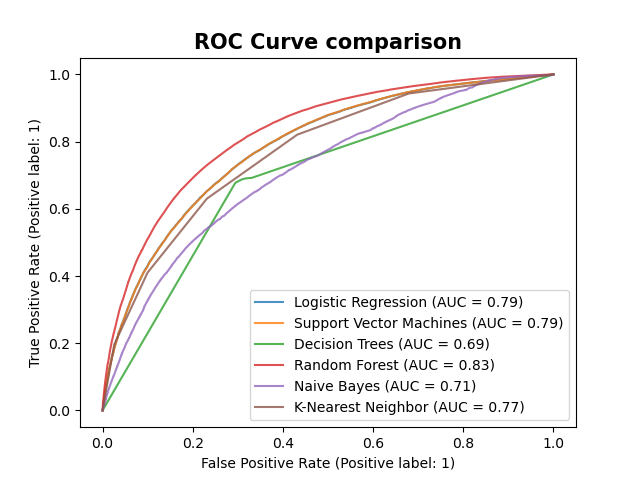 ROC Curve comparison
True Positive Rate (Positive label: 1)
1.0
0.8
0.6
0.4
0.2
0.0
Logistic Regression (AUC = 0.79)
Support Vector Machines (AUC = 0.79)
Decision Trees (AUC = 0.69)
Random Forest (AUC = 0.83)
Naive Bayes (AUC = 0.71)
K-Nearest Neighbor (AUC = 0.77)
0.0 0.2 0.4 0.6 0.8 1.0
False Positive Rate (Positive label: 1)